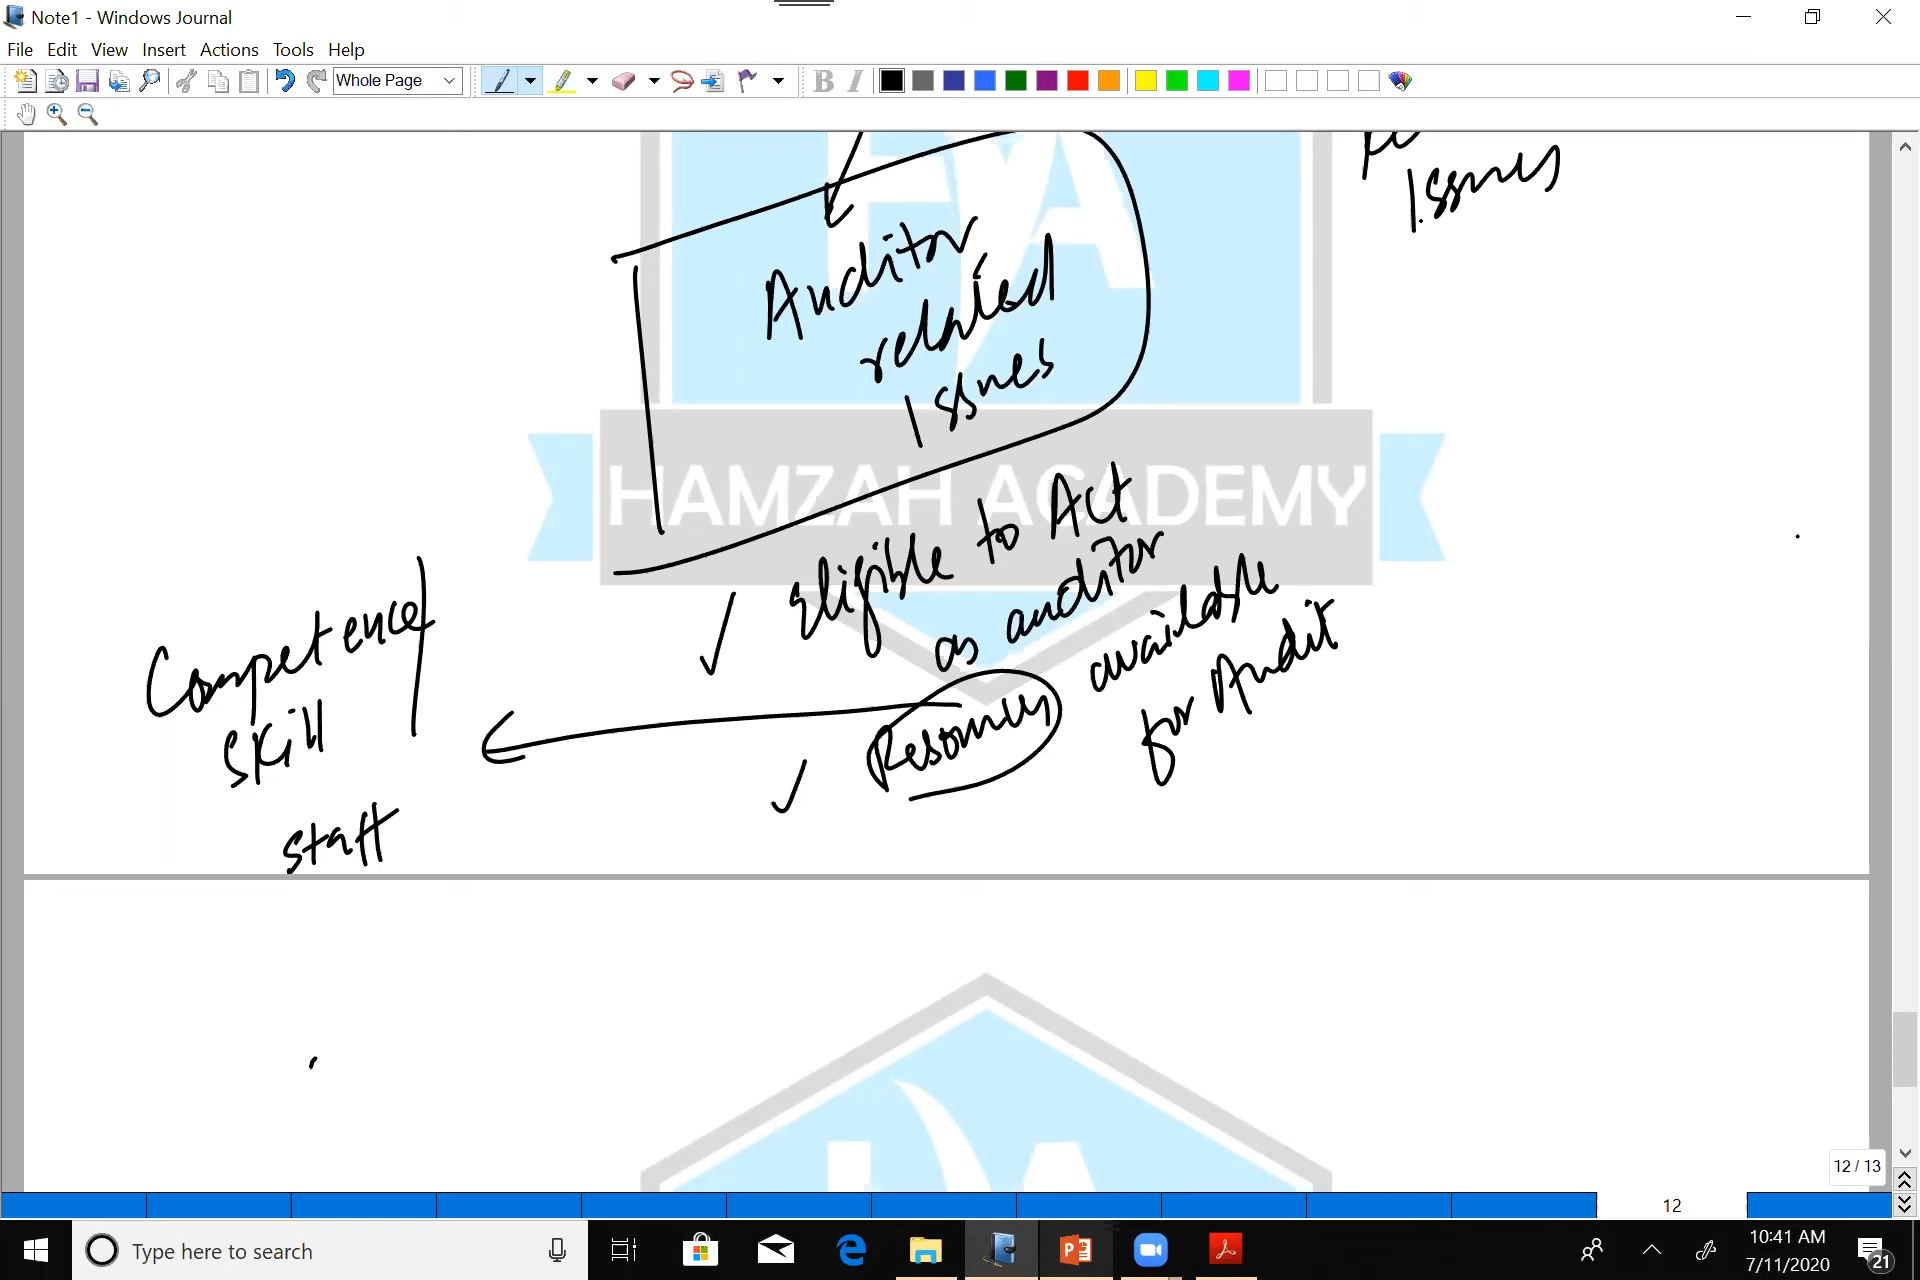 Note1 - Windows Journal
File Edit View Insert Actions Tools Help
Whole Page
B I
Issues
Auditor
related
Issues
HAMZAH ACADEMY
Eligible to Act
as auditor
Resources available
for Audit
Competence
skill
staff
12 / 13
12
Type here to search
10:41 AM
7/11/2020
21